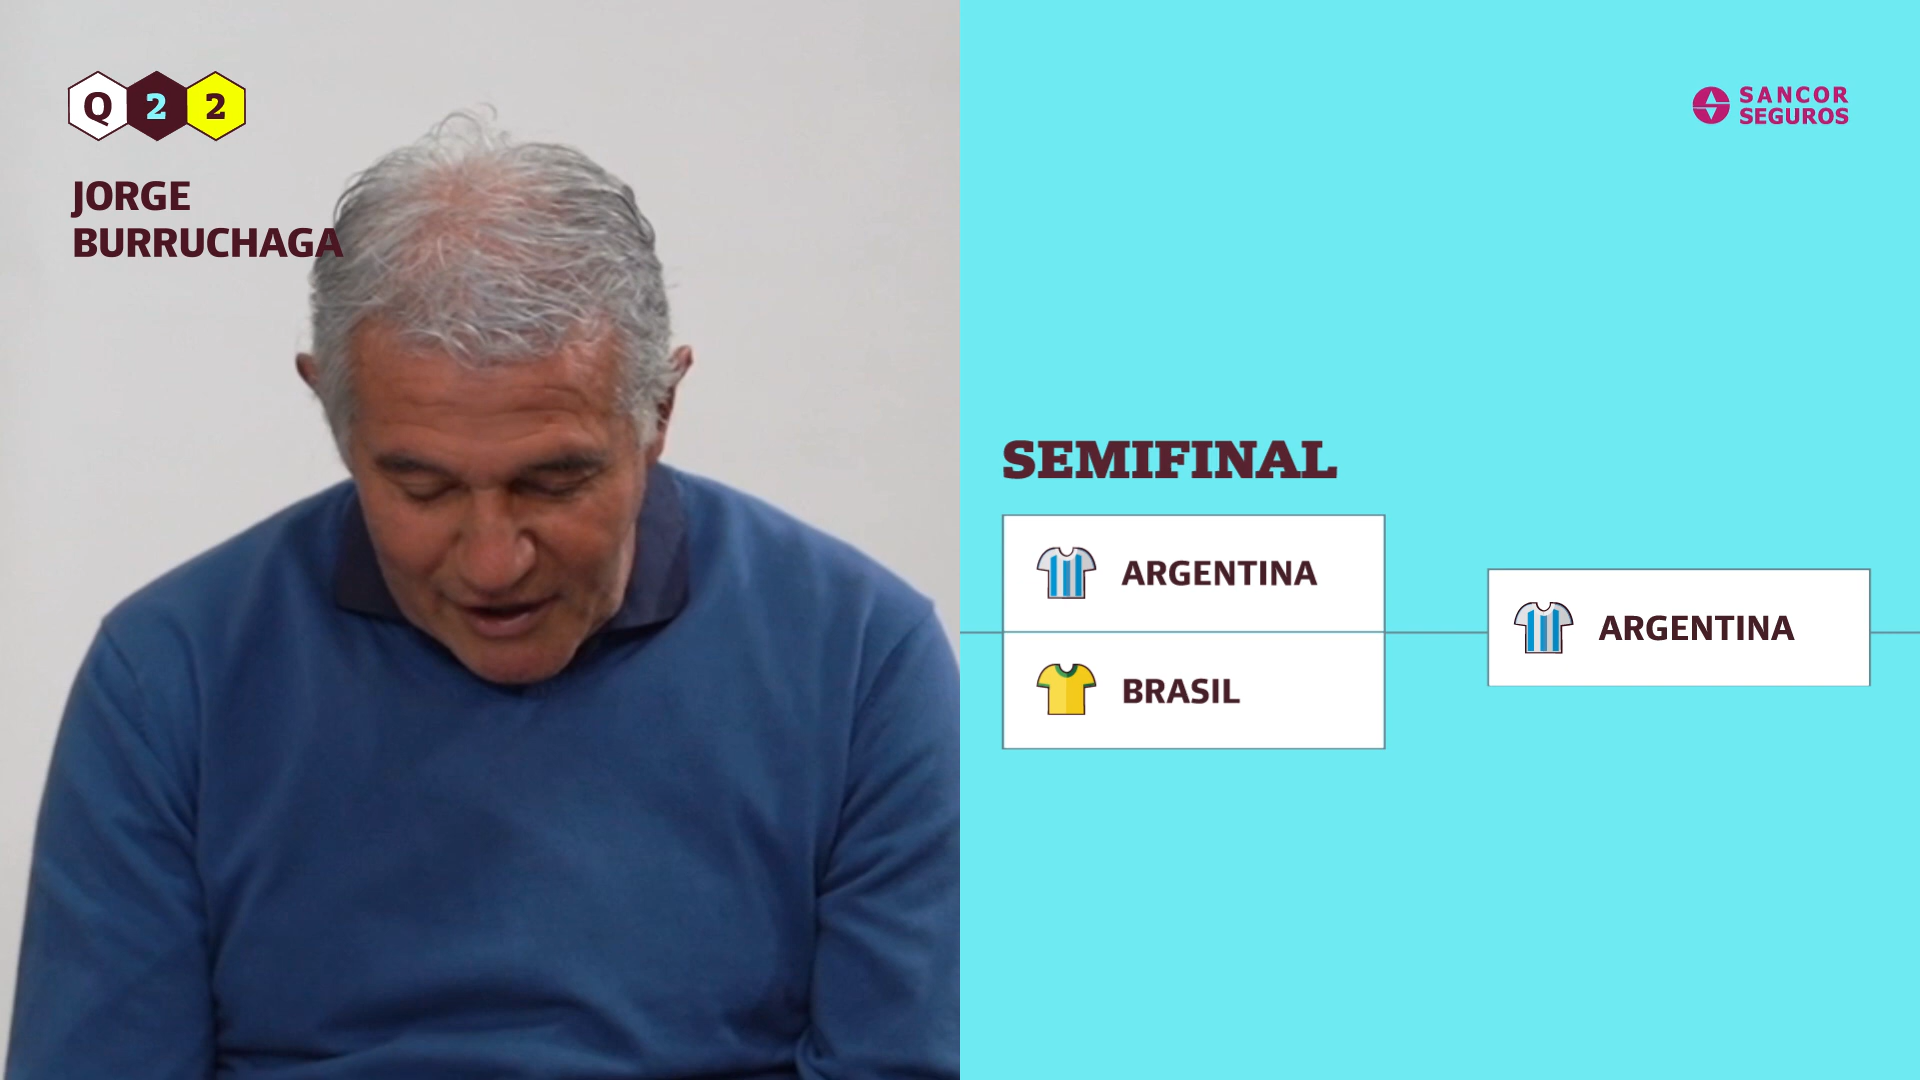 Q22
JORGE
BURRUCHAGA
SANCOR
SEGUROS
SEMIFINAL
ARGENTINA
BRASIL
ARGENTINA